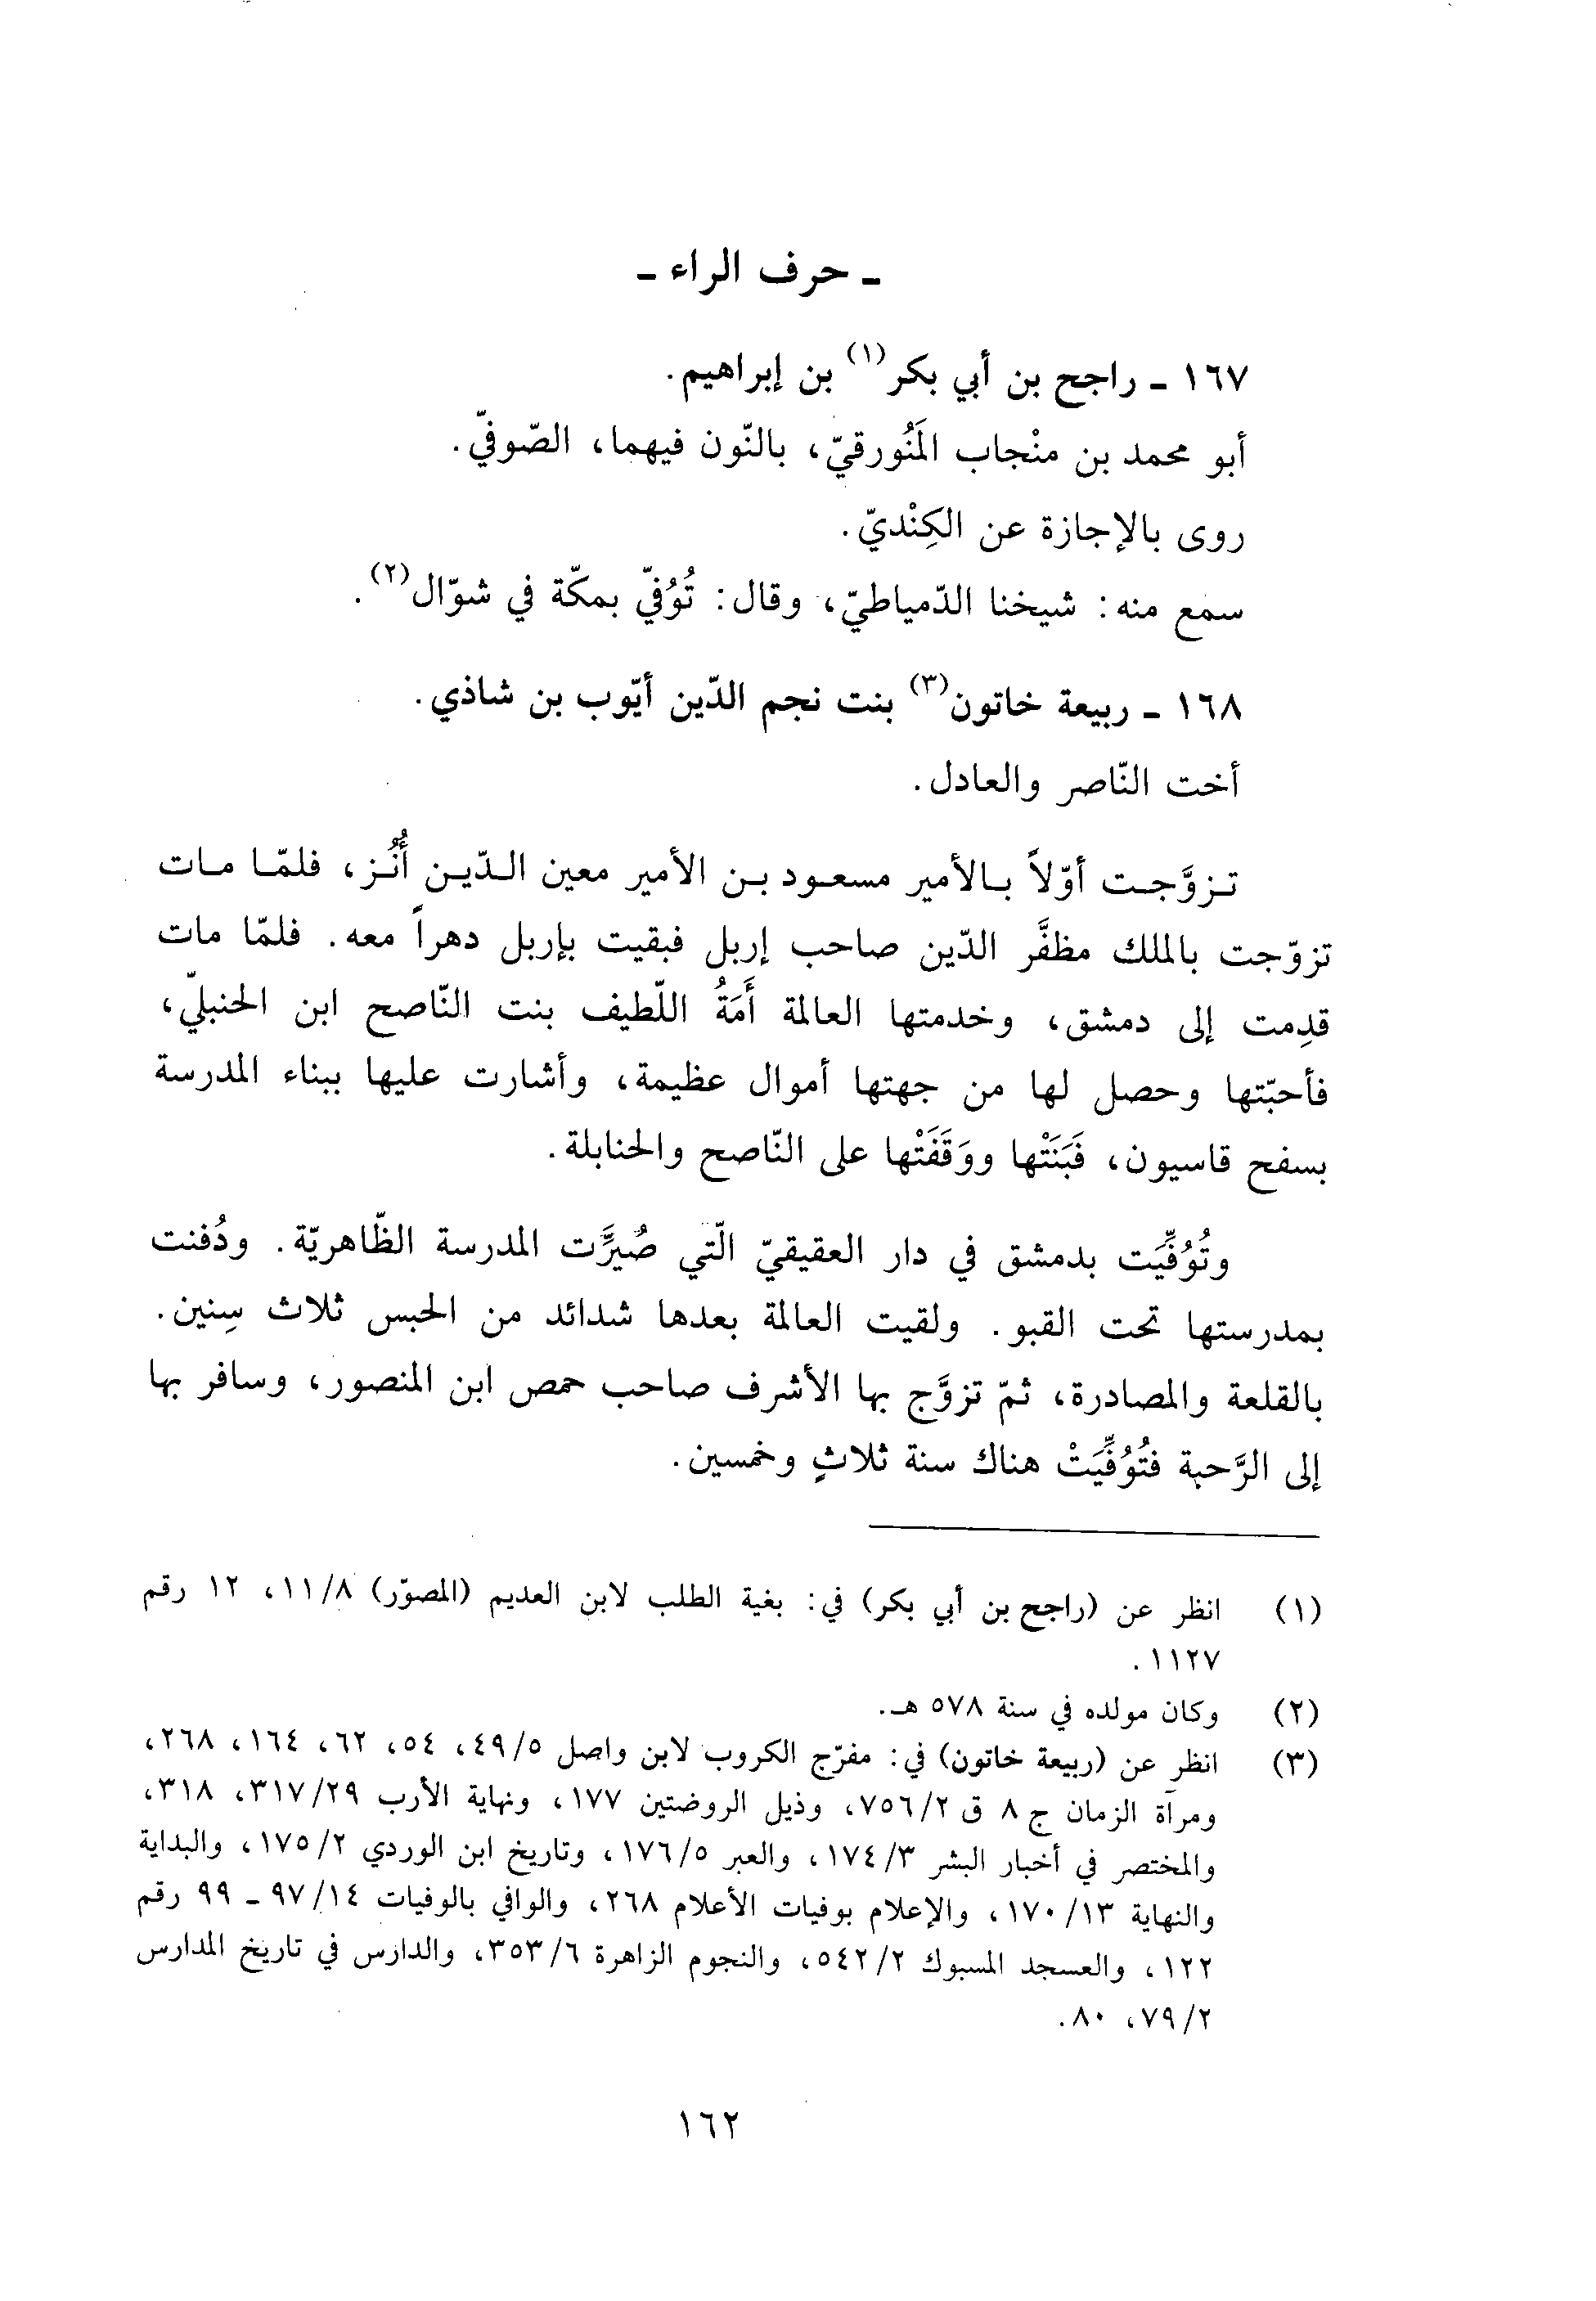 ـ حرف الراء ـ
١٦٧ ـ راجح بن أبي بكر(١) بن إبراهيم.
أبو محمد بن منْجاب المَنُورقيّ، بالنّون فيهما، الصّوفيّ.
روى بالإجازة عن الكِنْديّ.
سمع منه: شيخنا الدّمياطيّ، وقال: تُوُفّي بمكّة في شوّال(٢).
١٦٨ ـ ربيعة خاتون(٣) بنت نجم الدّين أيّوب بن شاذي.
أخت النّاصر والعادل.
تزوَّجت أوّلاً بالأمير مسعود بن الأمير معين الدّين أُنُز، فلمّا مات
تزوّجت بالملك مظفَّر الدّين صاحب إربل فبقيت بإربل دهراً معه. فلمّا مات
قدِمت إلى دمشق، وخدمتها العالمة أَمَةُ اللّطيف بنت النّاصح ابن الحنبليّ،
فأحبّتها وحصل لها من جهتها أموال عظيمة، وأشارت عليها ببناء المدرسة
بسفح قاسيون، فَبَنَتْها ووَقَفَتْها على النّاصح والحنابلة.
وتُوُفِّيَت بدمشق في دار العقيقيّ الّتي صُيرَّت المدرسة الظّاهريّة. ودُفنت
بمدرستها تحت القبو. ولقيت العالمة بعدها شدائد من الحبس ثلاث سِنين.
بالقلعة والمصادرة، ثمّ تزوَّج بها الأشرف صاحب حمص ابن المنصور، وسافر بها
إلى الرَّحبة فتُوُفِّيَتْ هناك سنة ثلاثٍ وخمسين.
(١) انظر عن (راجح بن أبي بكر) في: بغية الطلب لابن العديم (المصوّر) ١١/٨، ١٢ رقم
١١٢٧.
(٢) وكان مولده في سنة ٥٧٨ هـ.
(٣) انظر عن (ربيعة خاتون) في: مفرّج الكروب لابن واصل ٤٩/٥، ٥٤، ٦٢، ١٦٤، ٢٦٨،
ومرآة الزمان ج ٨ ق ٧٥٦/٢، وذيل الروضتين ١٧٧، ونهاية الأرب ٣١٧/٢٩، ٣١٨،
والمختصر في أخبار البشر ١٧٤/٣، والعبر ١٧٦/٥، وتاريخ ابن الوردي ١٧٥/٢، والبداية
والنهاية ١٧٠/١٣، والإعلام بوفيات الأعلام ٢٦٨، والوافي بالوفيات ٩٧/١٤ ـ ٩٩ رقم
١٢٢، والعسجد المسبوك ٥٤٢/٢، والنجوم الزاهرة ٣٥٣/٦، والدارس في تاريخ المدارس
٧٩/٢، ٨٠.
١٦٢